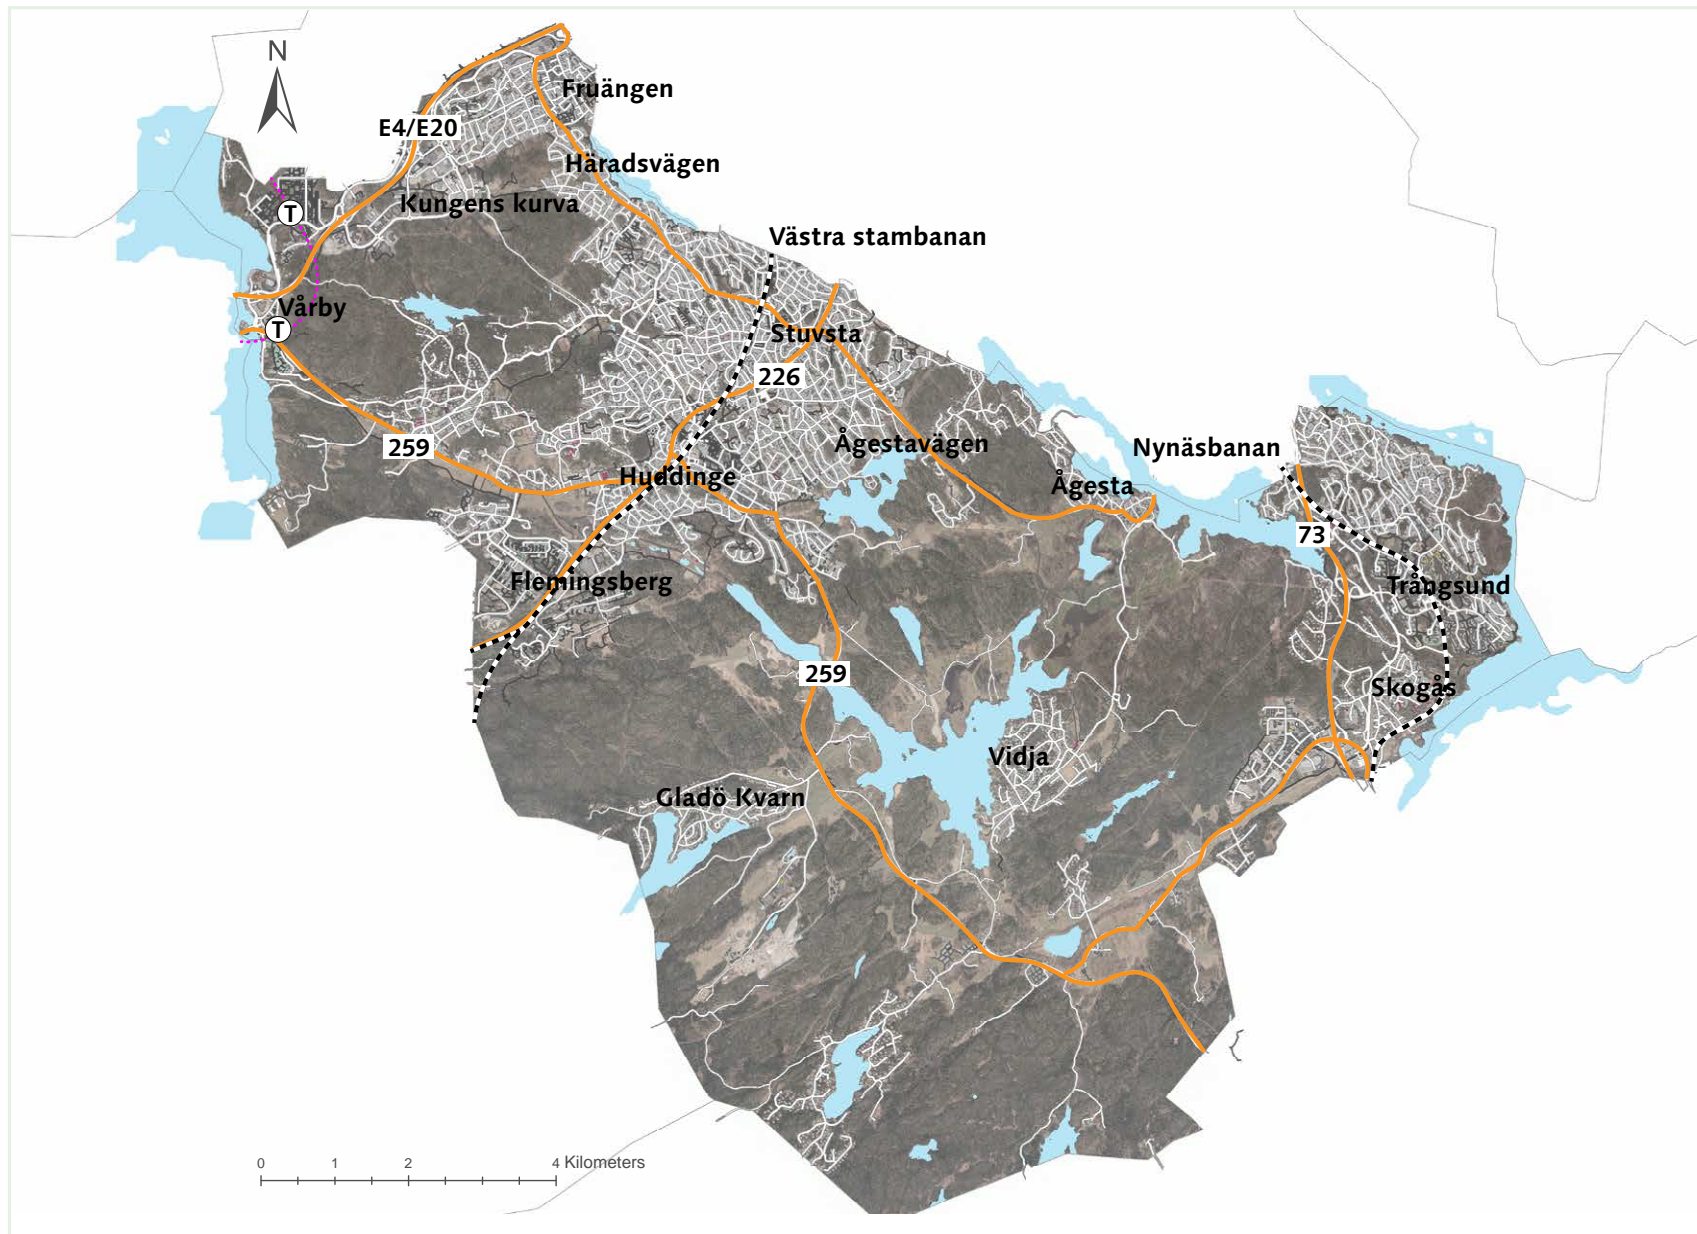 N
Fruängen
E4/E20
Häradsvägen
Kungens kurva
T
Västra stambanan
Vårby
T
Stuvsta
226
259
Ågestavägen
Nynäsbanan
Huddinge
Ågesta
73
Flemingsberg
Trångsund
259
Skogås
Vidja
Gladö Kvarn
0 1 2 4 Kilometers